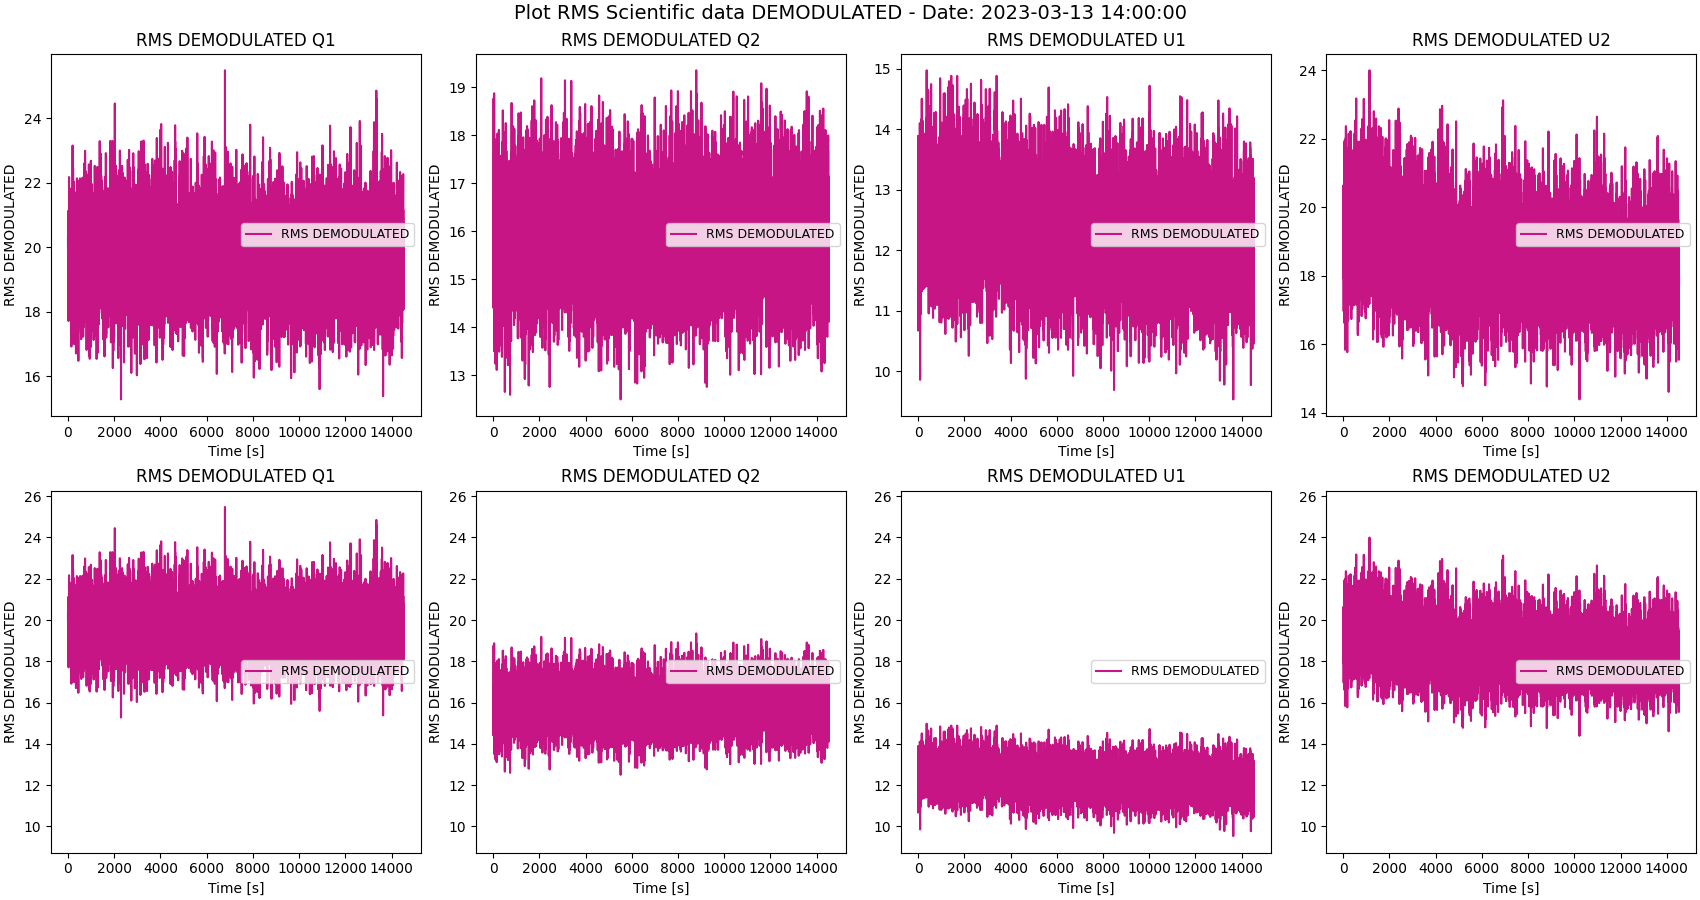 Plot RMS Scientific data DEMODULATED - Date: 2023-03-13 14:00:00
RMS DEMODULATED Q1
RMS DEMODULATED
24
22
20
18
16
0 2000 4000 6000 8000 10000 12000 14000
Time [s]
RMS DEMODULATED
RMS DEMODULATED Q2
RMS DEMODULATED
19
18
17
16
15
14
13
0 2000 4000 6000 8000 10000 12000 14000
Time [s]
RMS DEMODULATED
RMS DEMODULATED U1
RMS DEMODULATED
15
14
13
12
11
10
0 2000 4000 6000 8000 10000 12000 14000
Time [s]
RMS DEMODULATED
RMS DEMODULATED U2
RMS DEMODULATED
24
22
20
18
16
14
0 2000 4000 6000 8000 10000 12000 14000
Time [s]
RMS DEMODULATED
RMS DEMODULATED Q1
RMS DEMODULATED
26
24
22
20
18
16
14
12
10
0 2000 4000 6000 8000 10000 12000 14000
Time [s]
RMS DEMODULATED
RMS DEMODULATED Q2
RMS DEMODULATED
26
24
22
20
18
16
14
12
10
0 2000 4000 6000 8000 10000 12000 14000
Time [s]
RMS DEMODULATED
RMS DEMODULATED U1
RMS DEMODULATED
26
24
22
20
18
16
14
12
10
0 2000 4000 6000 8000 10000 12000 14000
Time [s]
RMS DEMODULATED
RMS DEMODULATED U2
RMS DEMODULATED
26
24
22
20
18
16
14
12
10
0 2000 4000 6000 8000 10000 12000 14000
Time [s]
RMS DEMODULATED